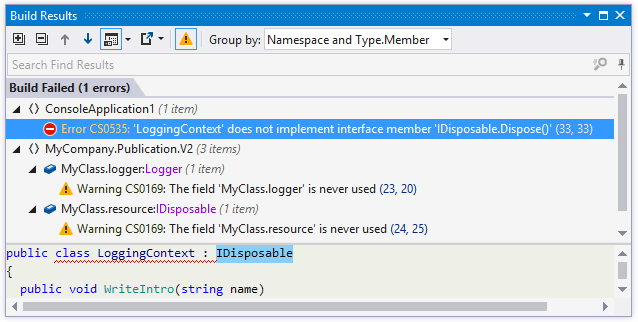 Build Results
Group by: Namespace and Type.Member
Search Find Results
Build Failed (1 errors)
ConsoleApplication1 (1 item)
Error CS0535: 'LoggingContext' does not implement interface member 'IDisposable.Dispose()' (33, 33)
MyCompany.Publication.V2 (3 items)
MyClass.logger:Logger (1 item)
Warning CS0169: The field 'MyClass.logger' is never used (23, 20)
MyClass.resource:IDisposable (1 item)
Warning CS0169: The field 'MyClass.resource' is never used (24, 25)
public class LoggingContext : IDisposable
{
public void WriteIntro(string name)